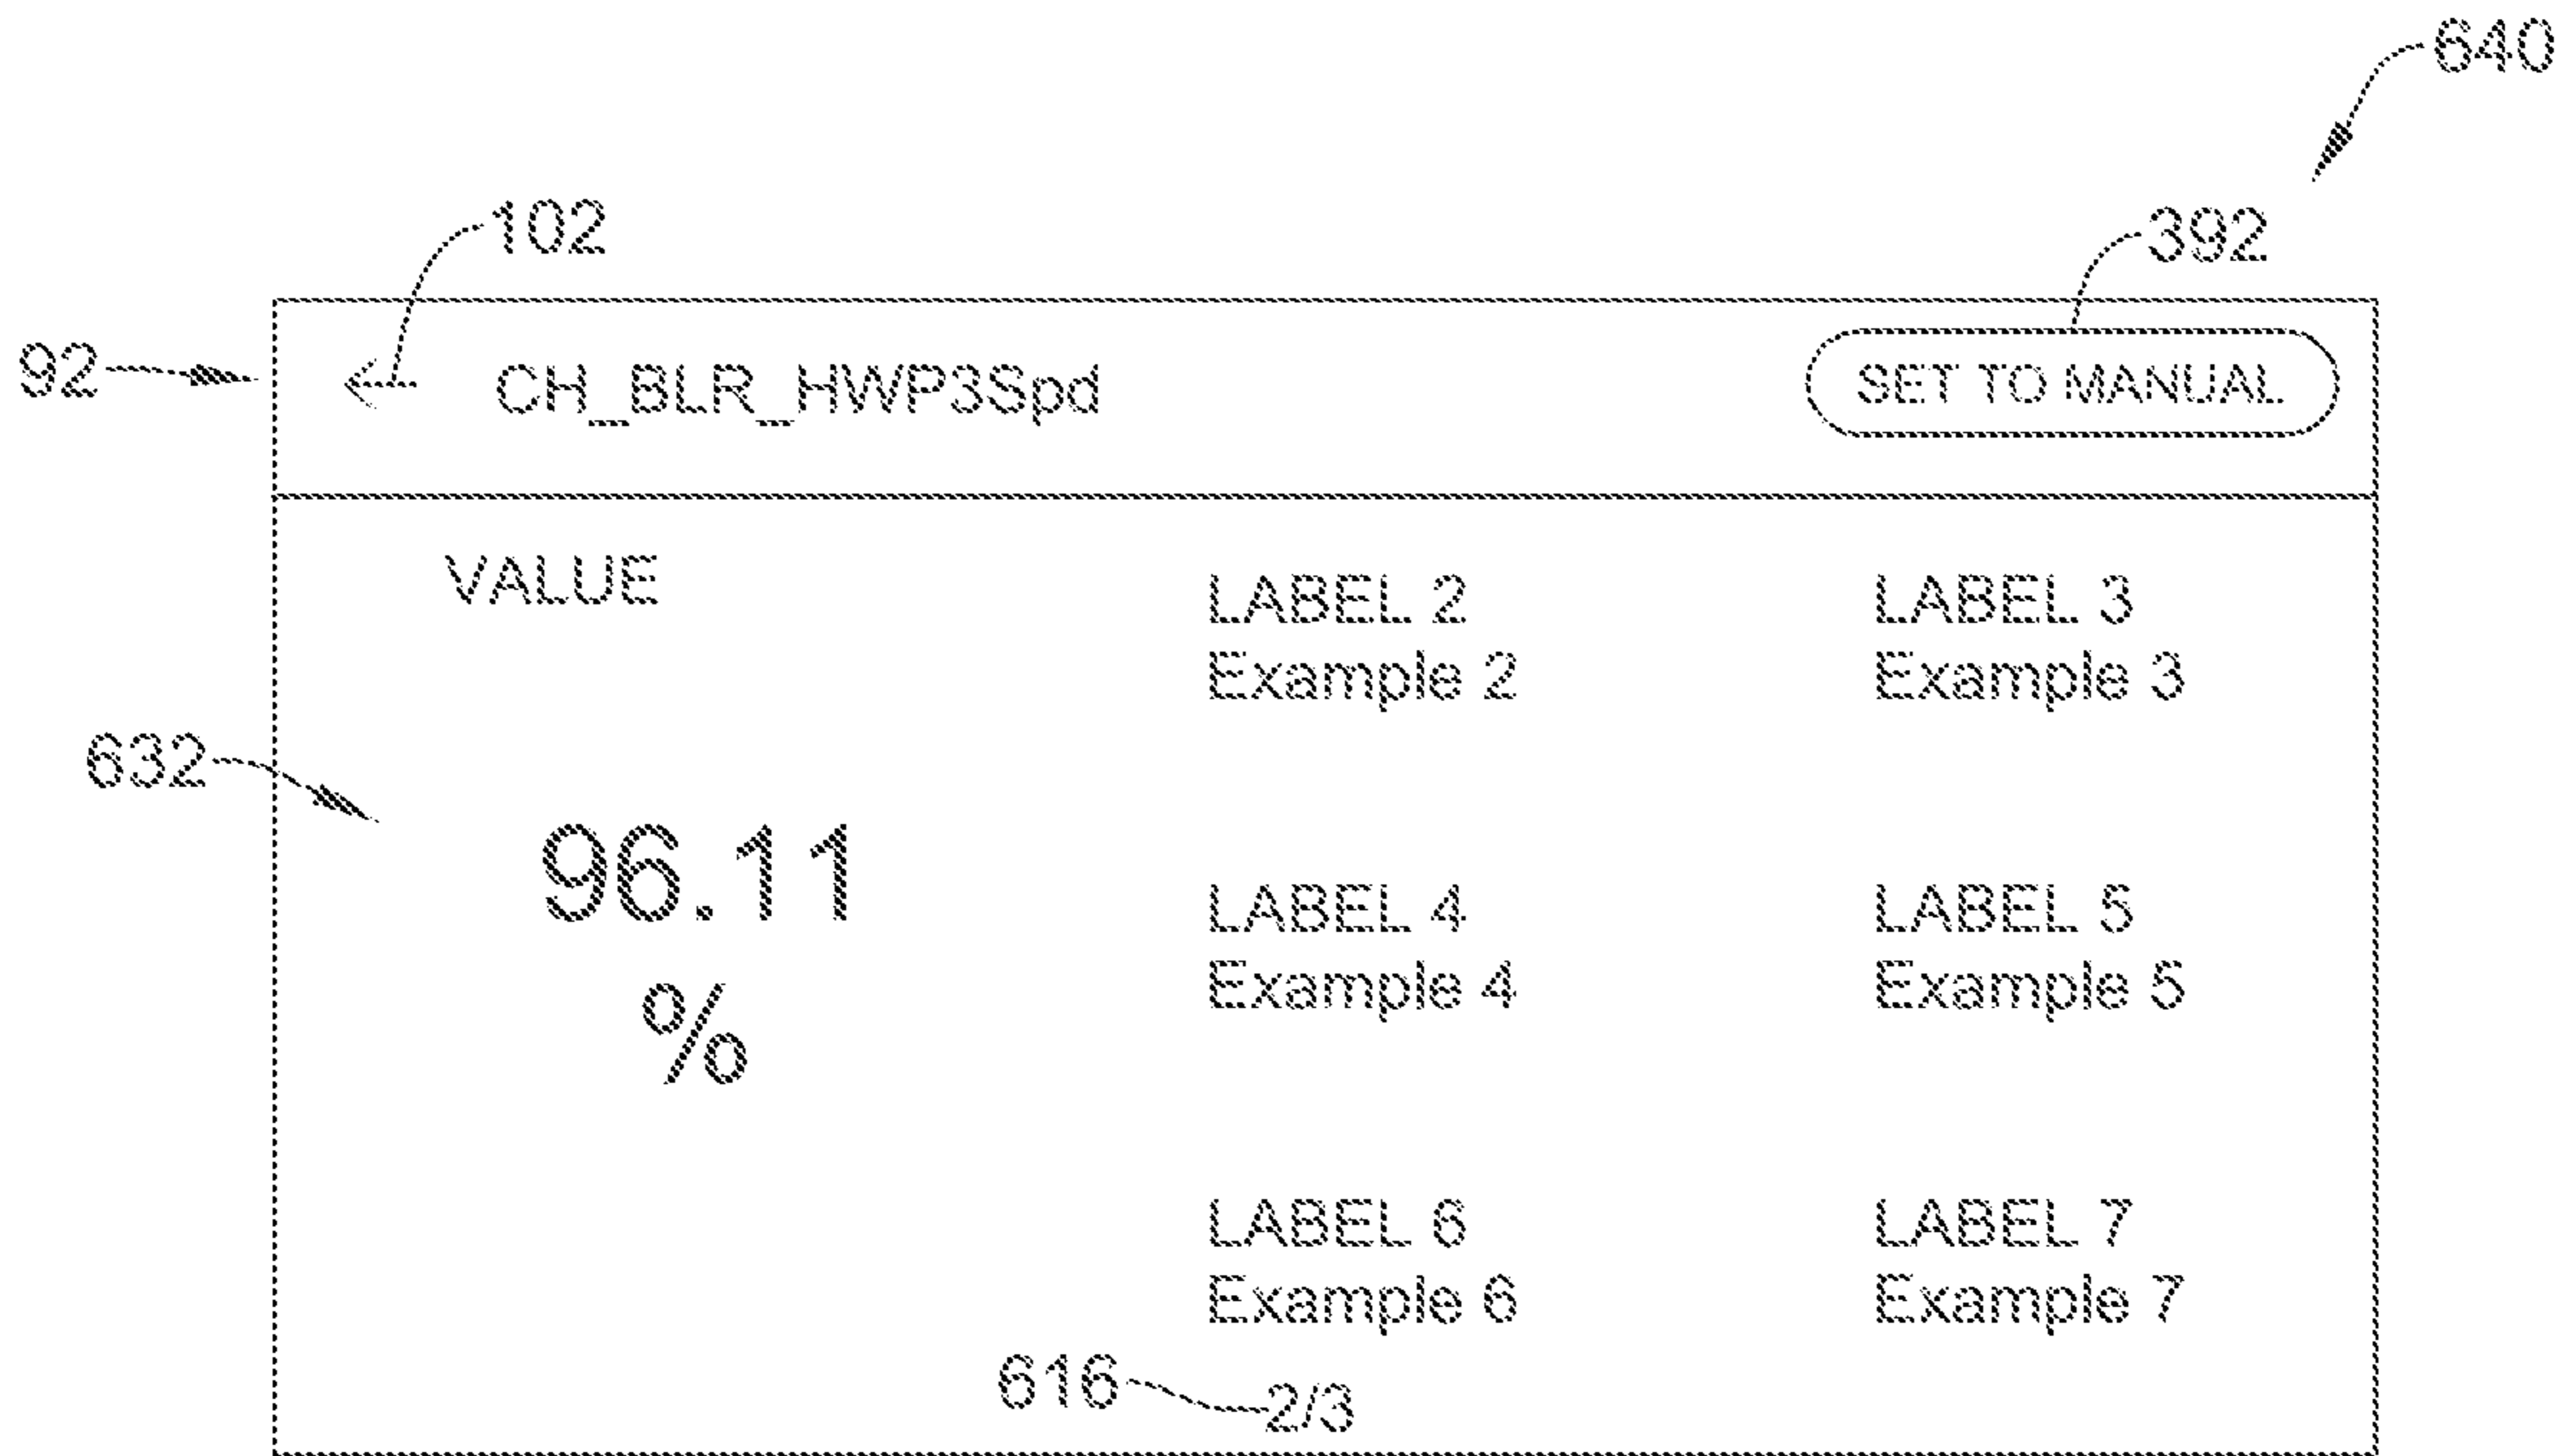 640
102
392
92
CH_BLR_HWP3Spd
SET TO MANUAL
VALUE
LABEL 2
Example 2
LABEL 3
Example 3
632
96.11
%
LABEL 4
Example 4
LABEL 5
Example 5
LABEL 6
Example 6
LABEL 7
Example 7
616
2/3